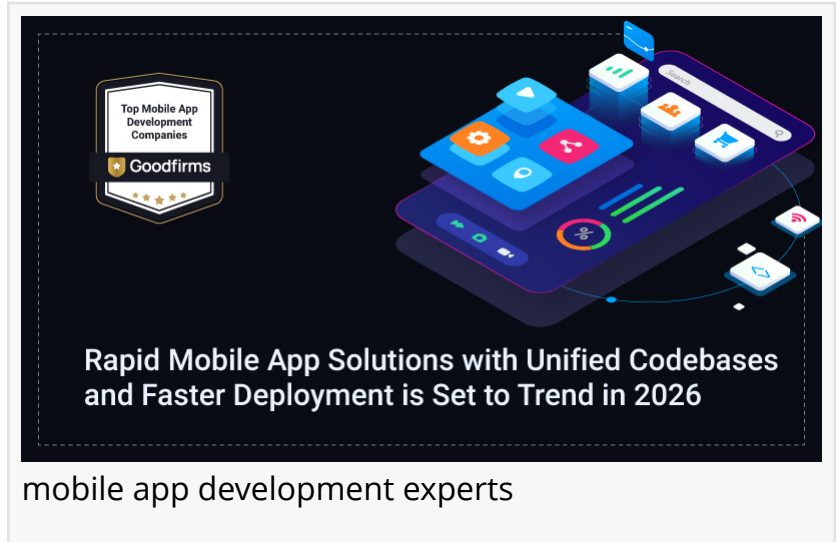 Top Mobile App
Development
Companies
Goodfirms
Search
Rapid Mobile App Solutions with Unified Codebases
and Faster Deployment is Set to Trend in 2026
mobile app development experts